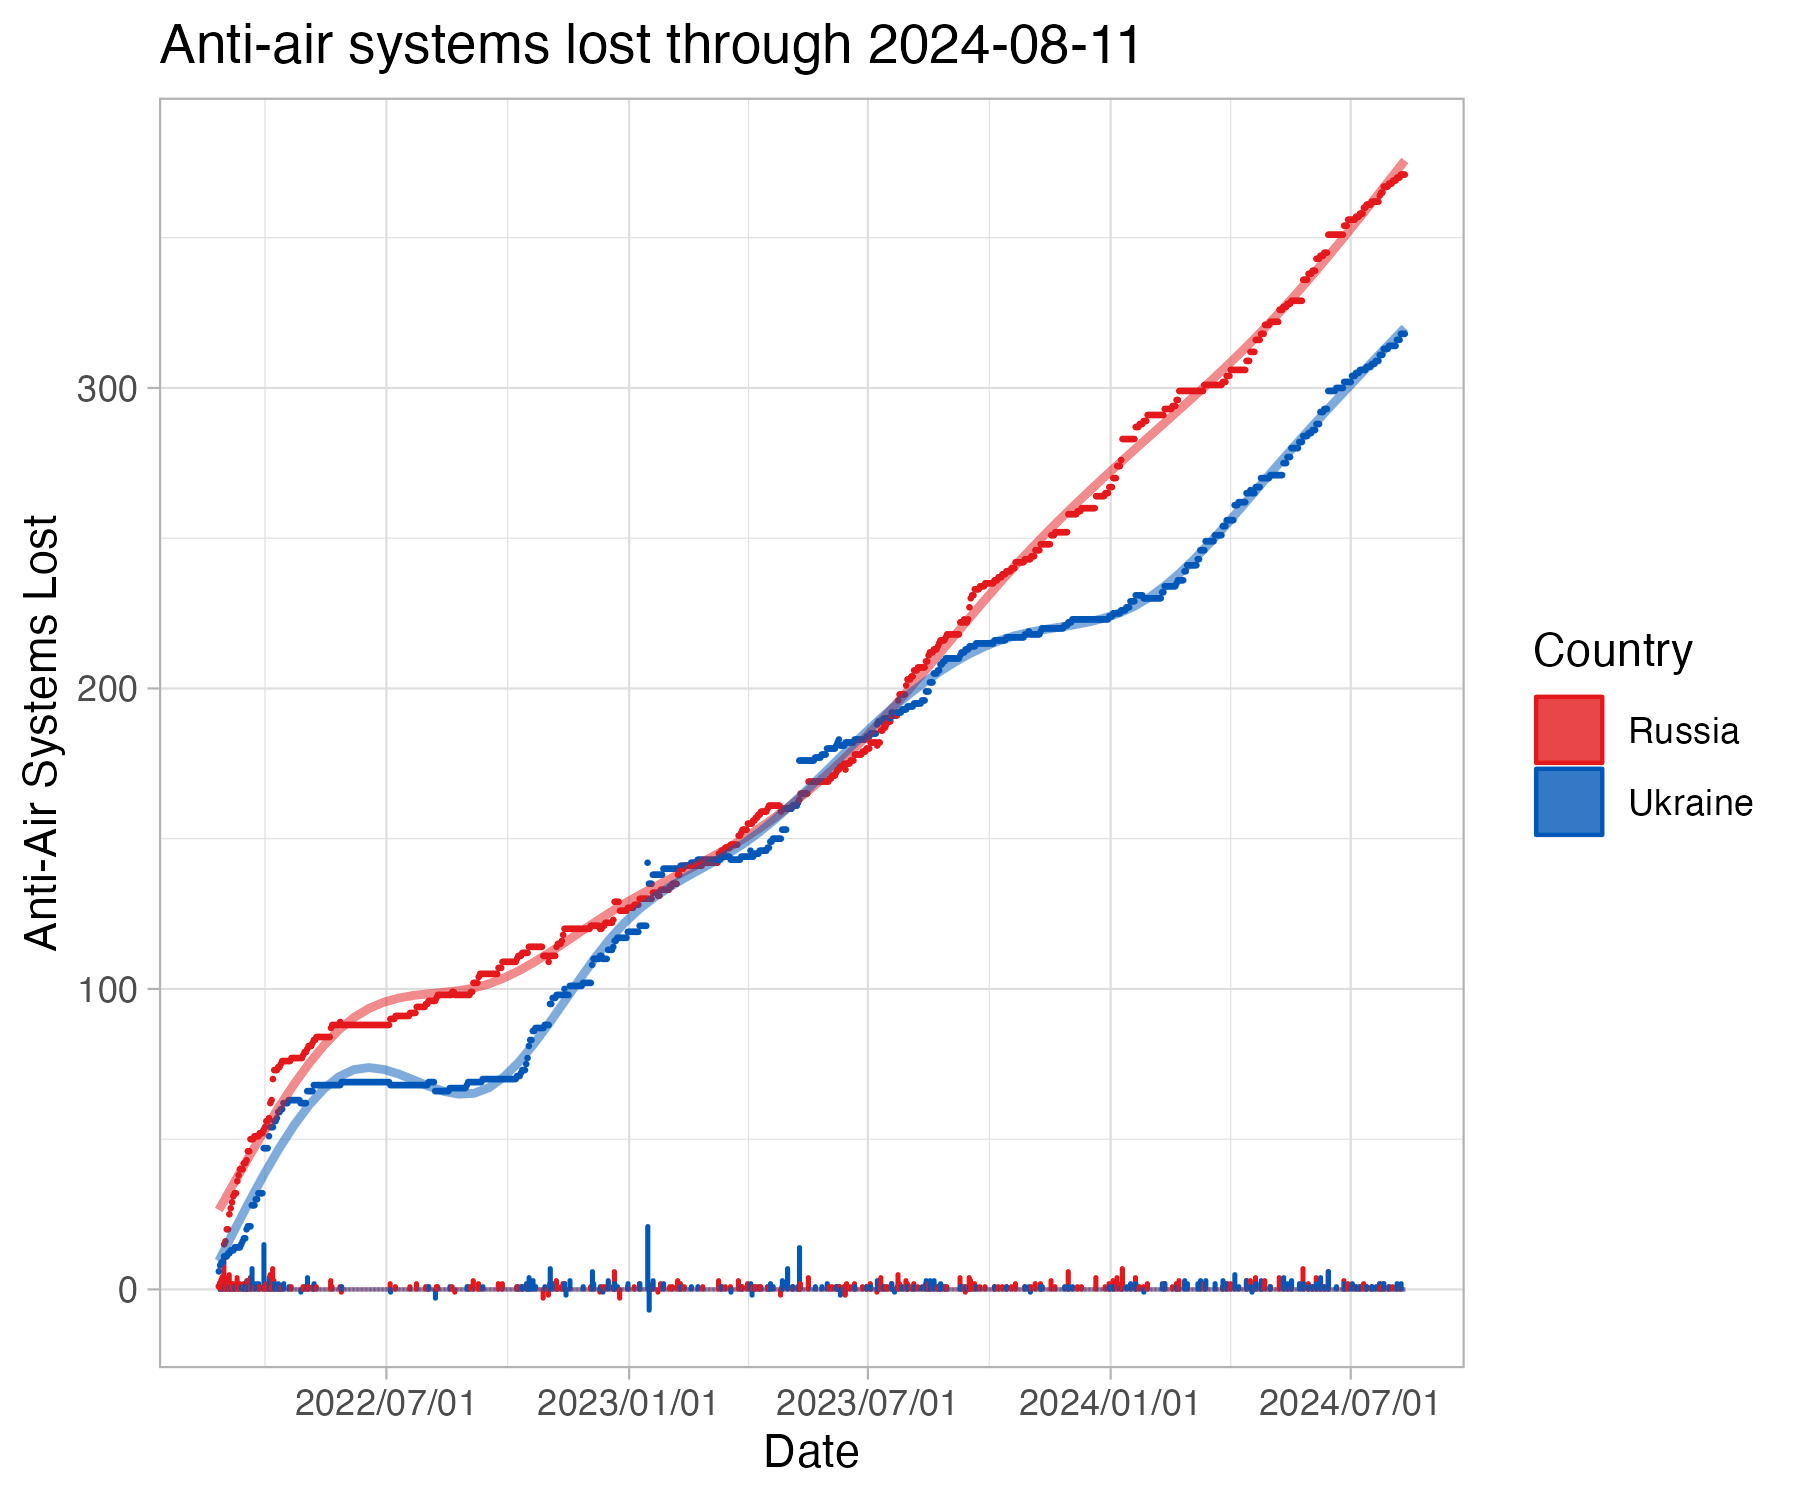 Anti-air systems lost through 2024-08-11
Anti-Air Systems Lost
300
200
100
0
2022/07/01
2023/01/01
2023/07/01
2024/01/01
2024/07/01
Date
Country
Russia
Ukraine